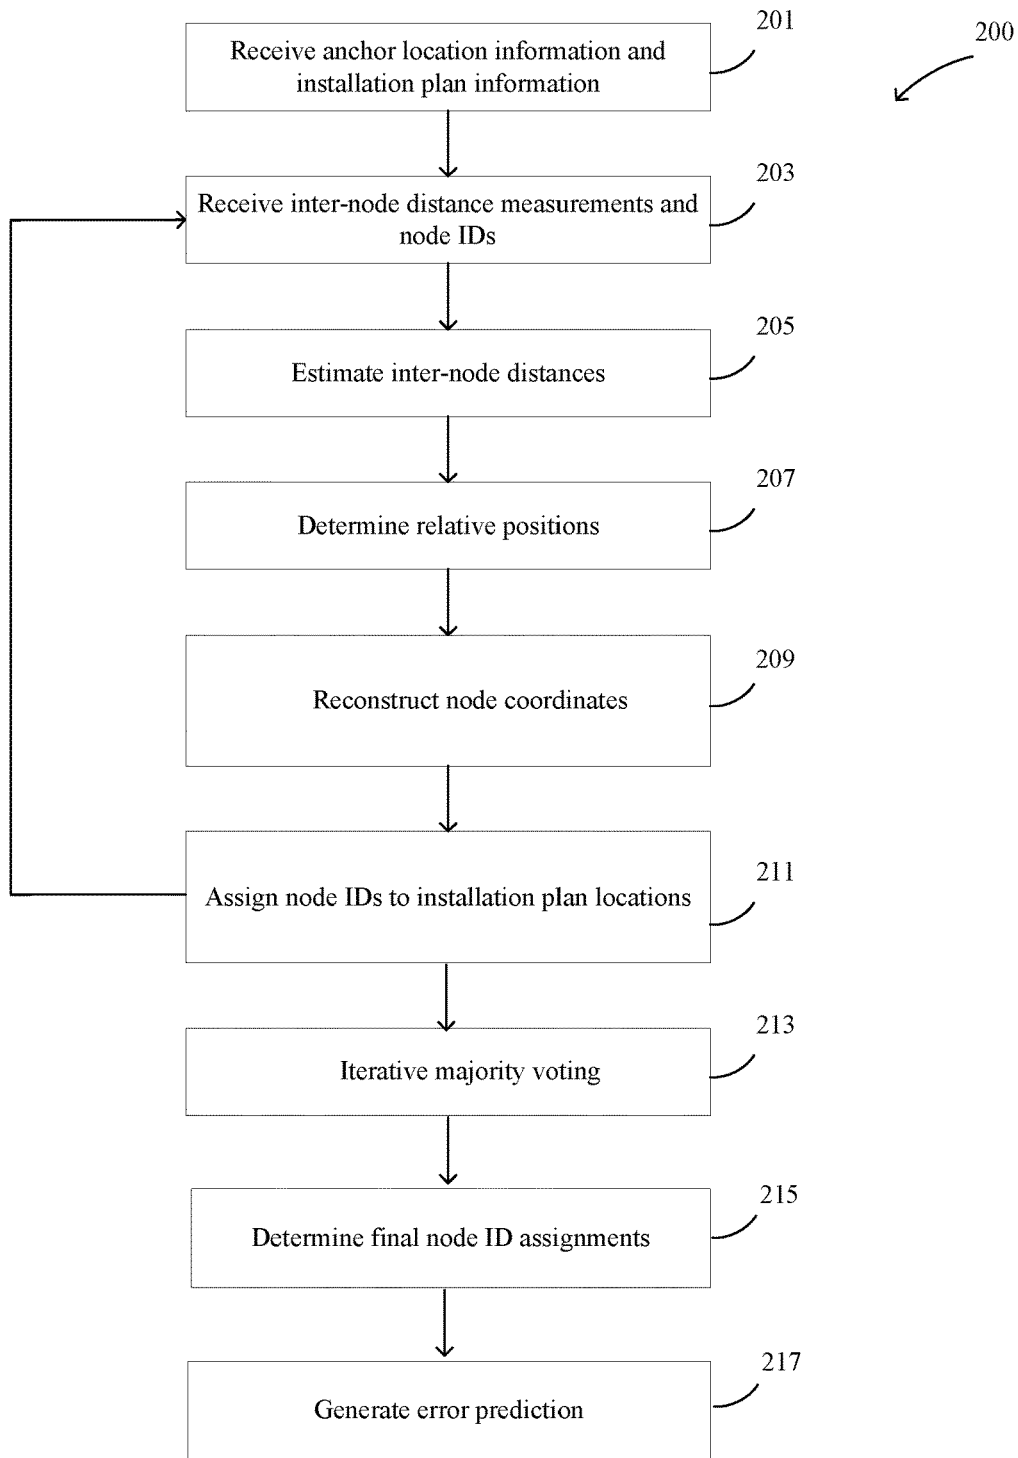 201
200
Receive anchor location information and
installation plan information
203
Receive inter-node distance measurements and
node IDs
205
Estimate inter-node distances
207
Determine relative positions
209
Reconstruct node coordinates
211
Assign node IDs to installation plan locations
213
Iterative majority voting
215
Determine final node ID assignments
217
Generate error prediction